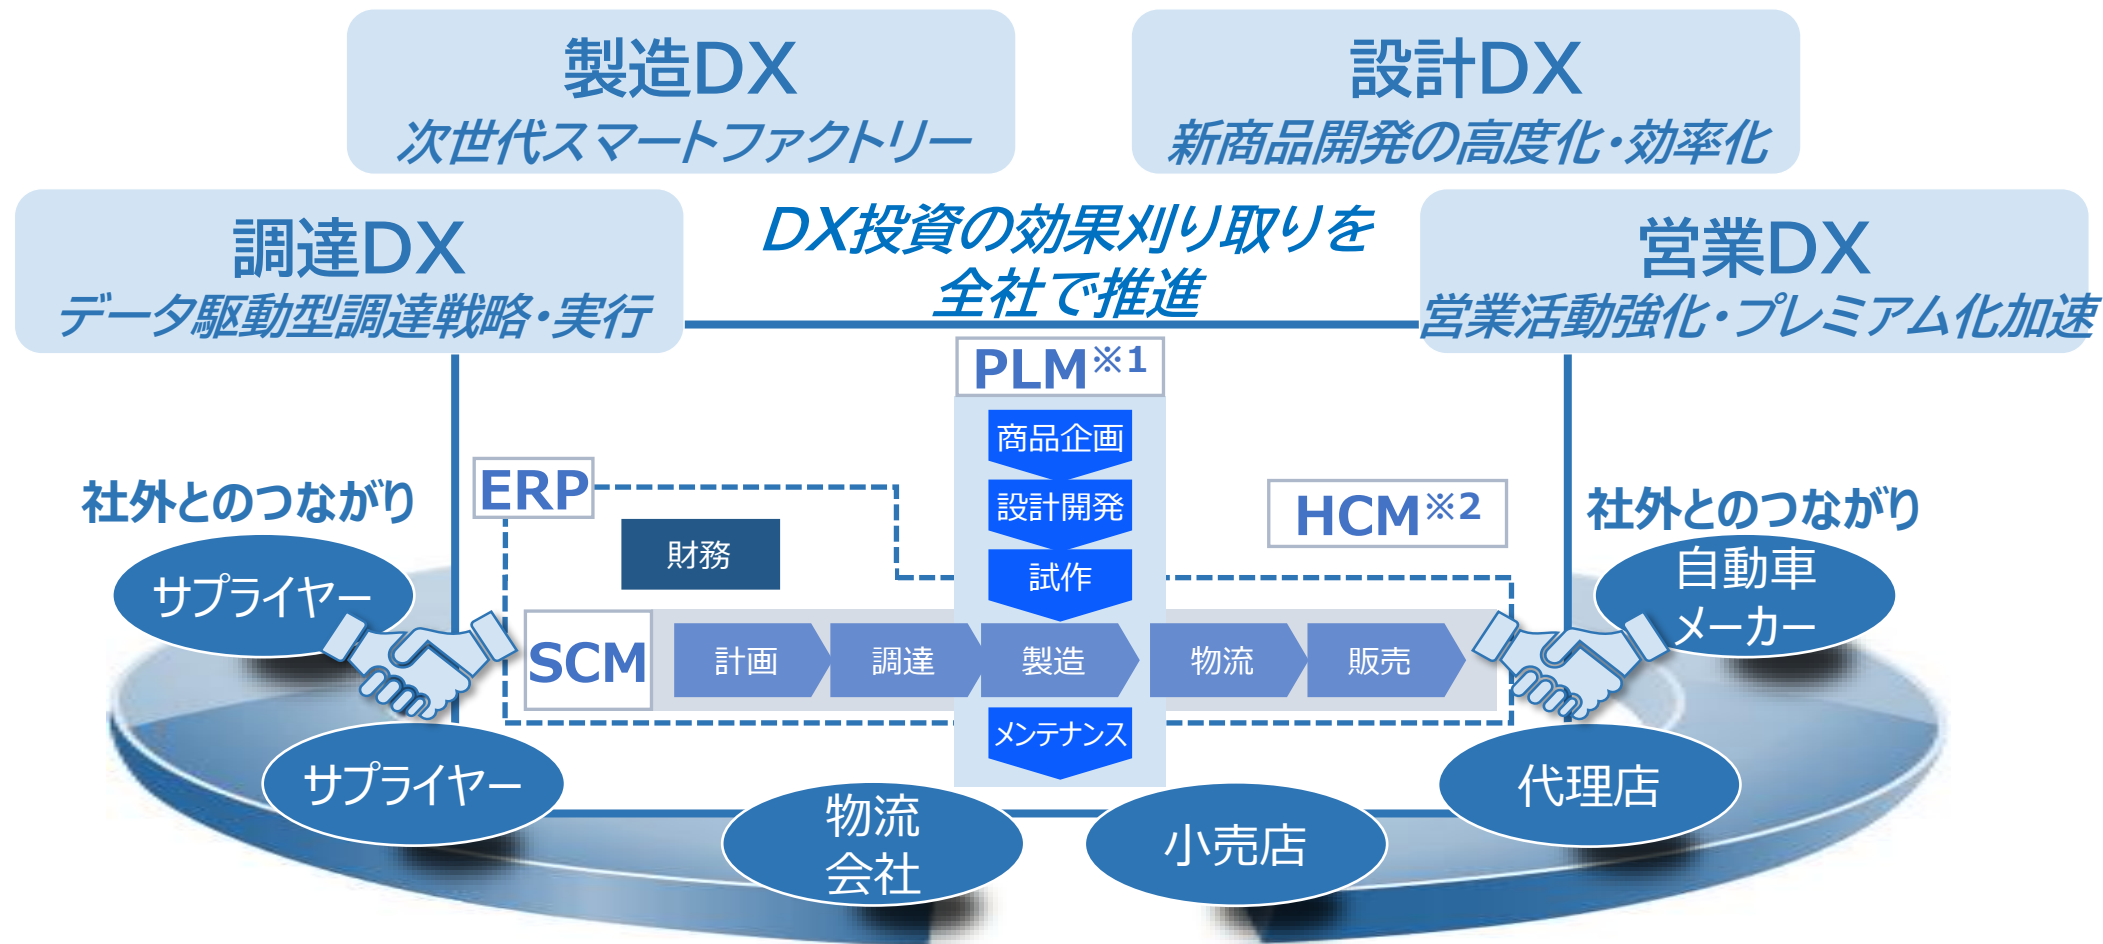 製造DX
次世代スマートファクトリー
設計DX
新商品開発の高度化・効率化
調達DX
データ駆動型調達戦略・実行
DX投資の効果刈り取りを
全社で推進
営業DX
営業活動強化・プレミアム化加速
PLM※1
商品企画
設計開発
試作
ERP
財務
HCM※2
社外とのつながり
サプライヤー
社外とのつながり
自動車
メーカー
SCM
計画
調達
製造
物流
販売
メンテナンス
サプライヤー
物流
会社
小売店
代理店